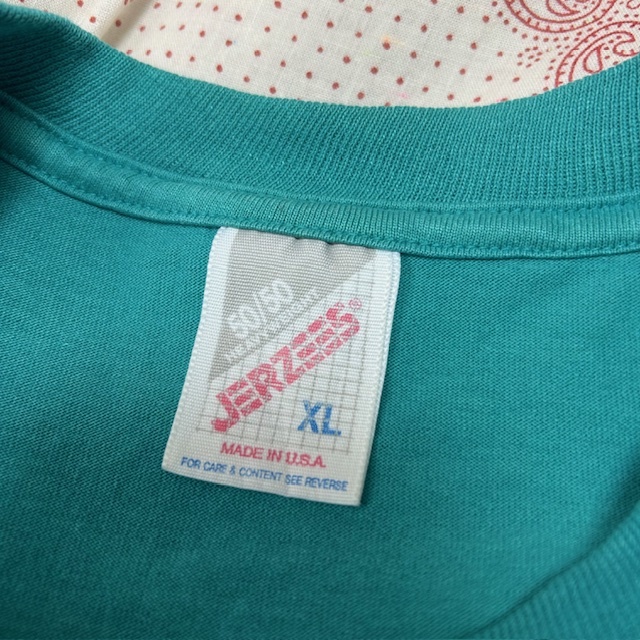 50/50
JERZEES®
XL
MADE IN U.S.A.
FOR CARE & CONTENT SEE REVERSE